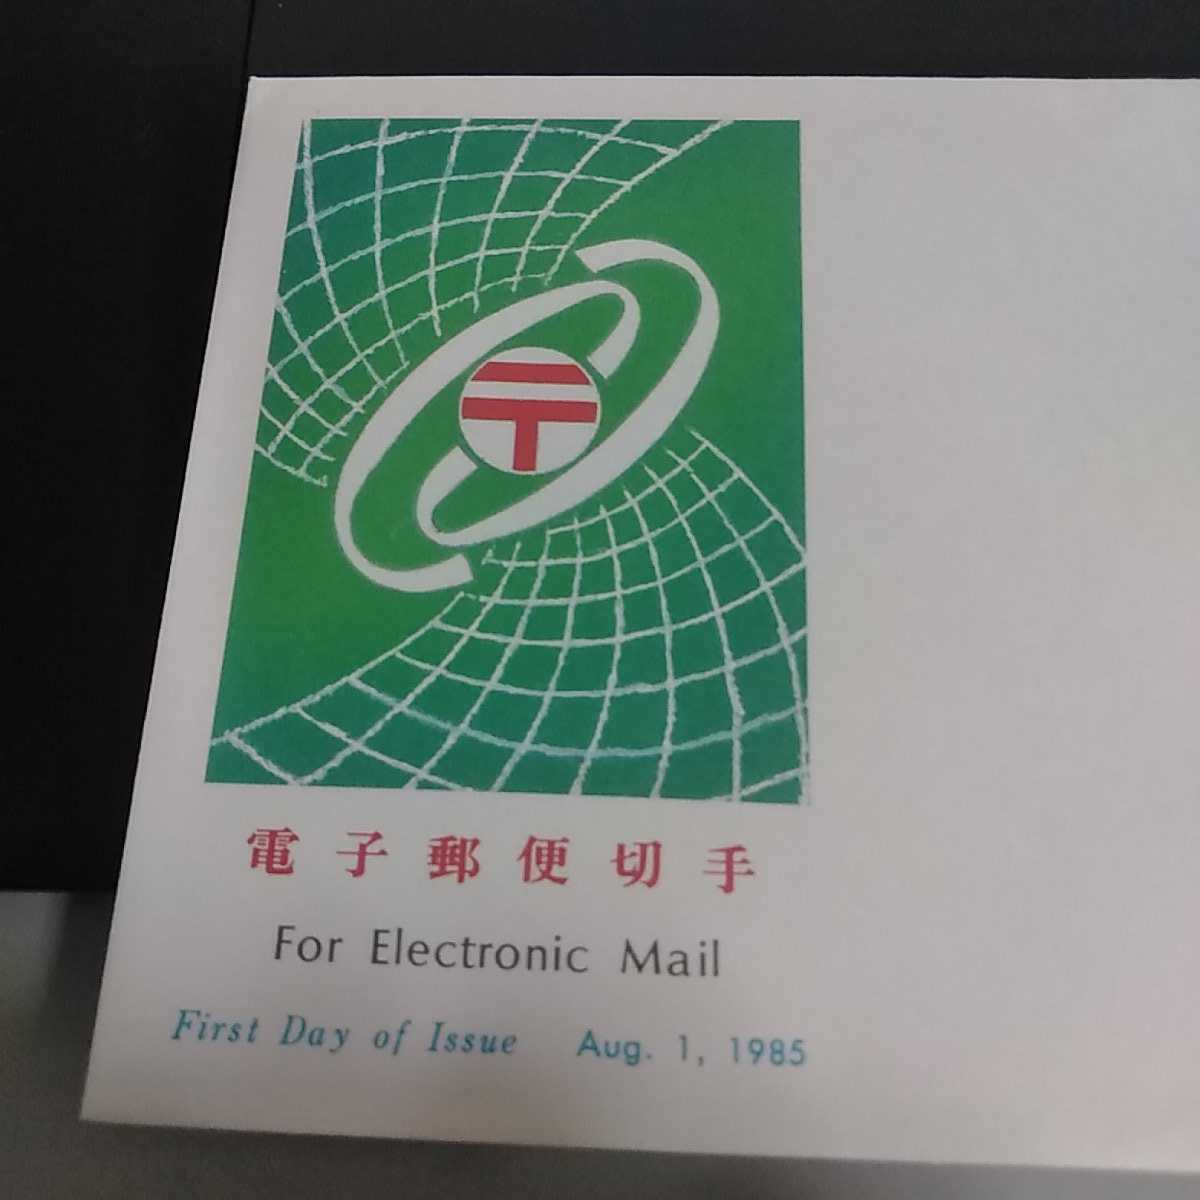 〒
電子郵便切手
For Electronic Mail
First Day of Issue Aug. 1, 1985